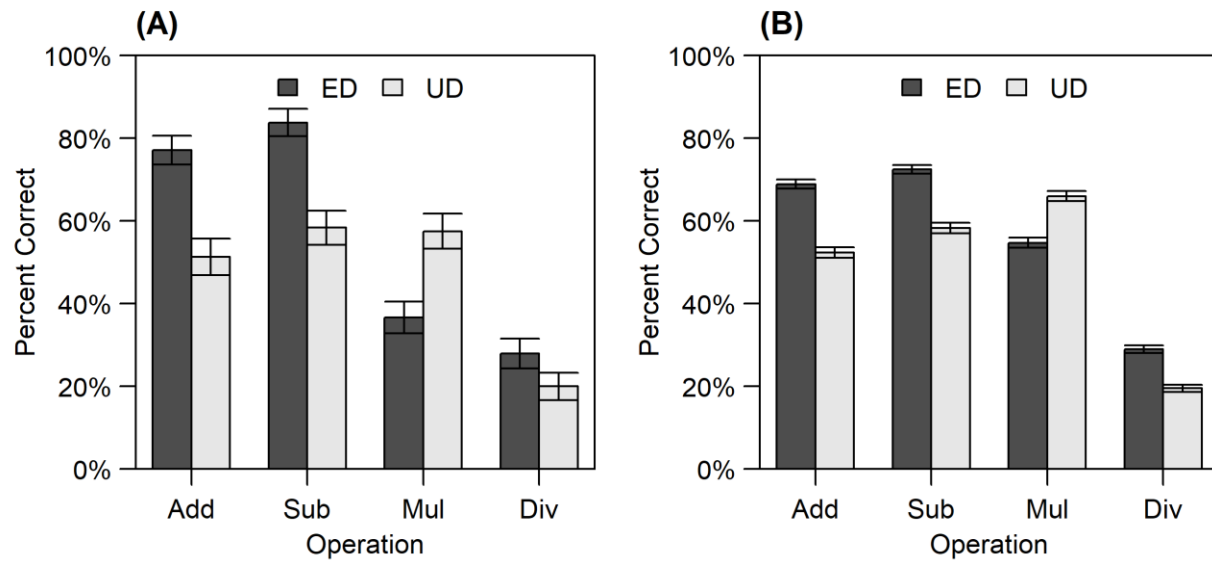 (A)
100%
80%
60%
40%
20%
0%
Percent Correct
ED UD
Add Sub Mul Div
Operation
(B)
100%
80%
60%
40%
20%
0%
Percent Correct
ED UD
Add Sub Mul Div
Operation